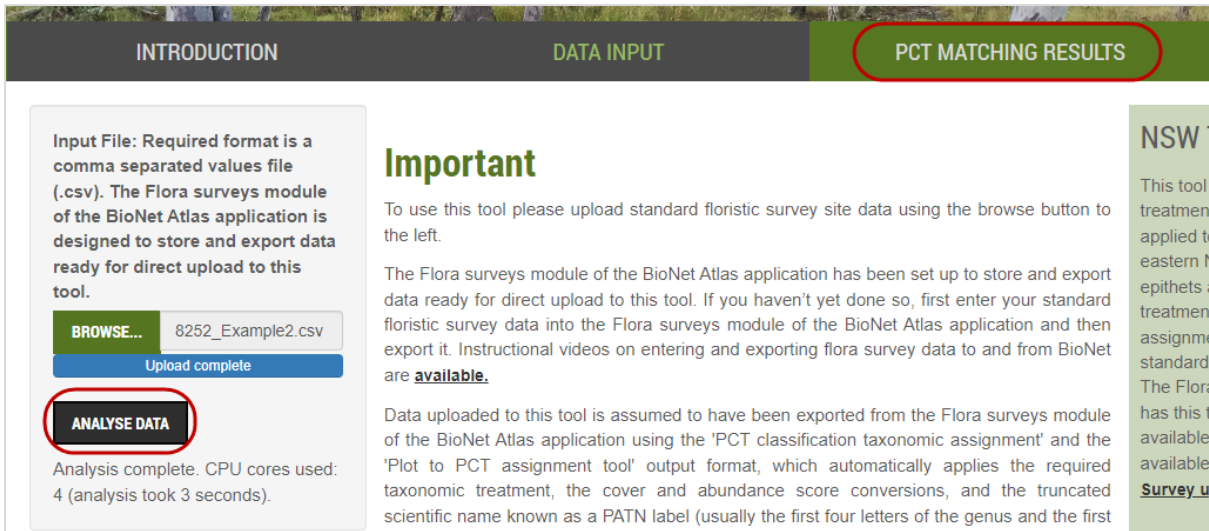 INTRODUCTION
DATA INPUT
PCT MATCHING RESULTS
Input File: Required format is a
comma separated values file
(.csv). The Flora surveys module
of the BioNet Atlas application is
designed to store and export data
ready for direct upload to this
tool.
BROWSE... 8252_Example2.csv
Upload complete
ANALYSE DATA
Analysis complete. CPU cores used:
4 (analysis took 3 seconds).
Important
To use this tool please upload standard floristic survey site data using the browse button to
the left.
The Flora surveys module of the BioNet Atlas application has been set up to store and export
data ready for direct upload to this tool. If you haven't yet done so, first enter your standard
floristic survey data into the Flora surveys module of the BioNet Atlas application and then
export it. Instructional videos on entering and exporting flora survey data to and from BioNet
are available.
Data uploaded to this tool is assumed to have been exported from the Flora surveys module
of the BioNet Atlas application using the 'PCT classification taxonomic assignment' and the
'Plot to PCT assignment tool' output format, which automatically applies the required
taxonomic treatment, the cover and abundance score conversions, and the truncated
scientific name known as a PATN label (usually the first four letters of the genus and the first
NSW
This tool
treatmen
applied t
eastern
epithets
treatmen
assignme
standard
The Flora
has this t
available
available
Survey u